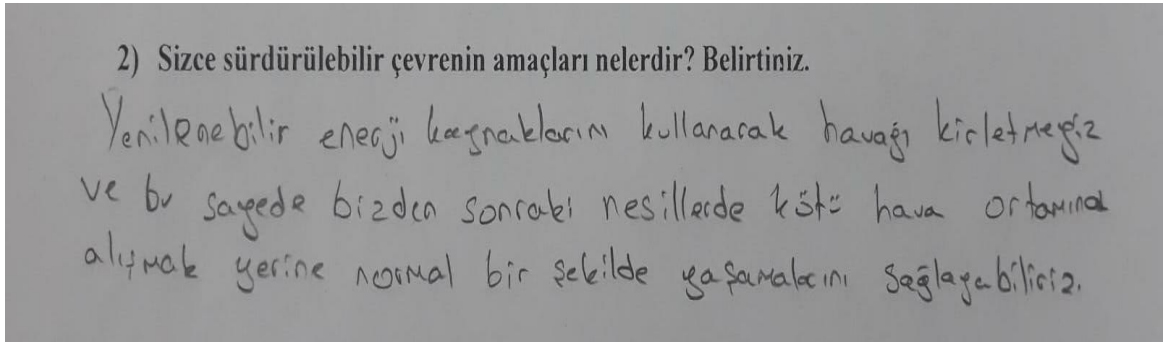 2) Sizce sürdürülebilir çevrenin amaçları nelerdir? Belirtiniz.
Yenilenebilir enerji kaynaklarını kullanarak havayı kirletmeyiz
ve bu sayede bizden sonraki nesillerde kötü hava ortamına
alışmak yerine normal bir şekilde yaşamalarını sağlayabiliriz.